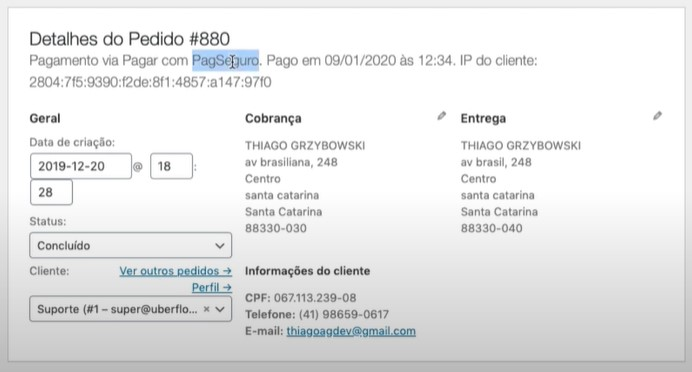 Detalhes do Pedido #880
Pagamento via Pagar com PagSeguro. Pago em 09/01/2020 às 12:34. IP do cliente:
2804:7f5:9390:f2de:8f1:4857:a147:97f0
Geral
Data de criação:
2019-12-20 @ 18 :
28
Status:
Concluído
Cliente: Ver outros pedidos →
Perfil →
Suporte (#1 – super@uberflo... ×
Cobrança
THIAGO GRZYBOWSKI
av brasiliana, 248
Centro
santa catarina
Santa Catarina
88330-030
Informações do cliente
CPF: 067.113.239-08
Telefone: (41) 98659-0617
E-mail: thiagoagdev@gmail.com
Entrega
THIAGO GRZYBOWSKI
av brasil, 248
Centro
santa catarina
Santa Catarina
88330-040